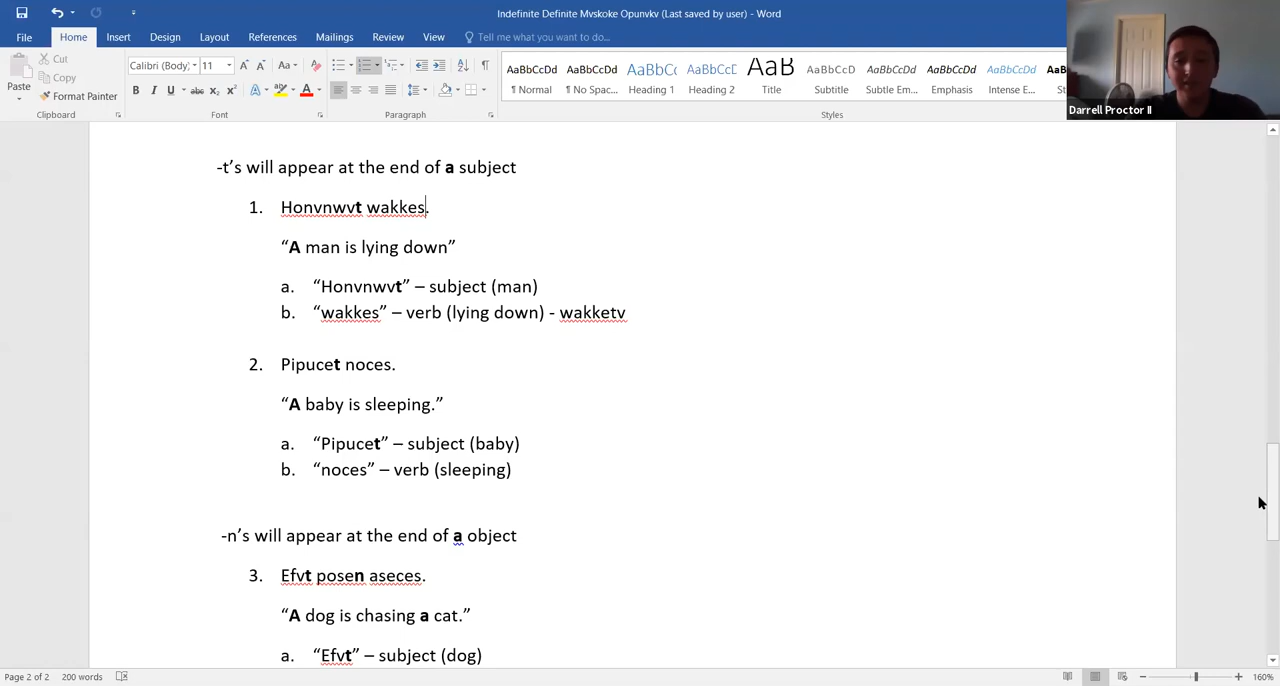 Indefinite Definite Mvskoke Opunvkv (Last saved by user) - Word
File Home Insert Design Layout References Mailings Review View Tell me what you want to do...
Paste
Cut
Copy
Format Painter
Clipboard
Calibri (Body) 11
Font
Paragraph
AaBbCcDd AaBbCcDd AaBbCc AaBbCcD AaB AaBbCcD AaBbCcDd AaBbCcDd AaBbCcDd
¶ Normal ¶ No Spac... Heading 1 Heading 2 Title Subtitle Subtle Em... Emphasis Intense E...
Styles
Darrell Proctor II
-t’s will appear at the end of a subject
1. Honvnwvt wakkes.
“A man is lying down”
a. “Honvnwvt” – subject (man)
b. “wakkes” – verb (lying down) - wakketv
2. Pipucet noces.
“A baby is sleeping.”
a. “Pipucet” – subject (baby)
b. “noces” – verb (sleeping)
-n’s will appear at the end of a object
3. Efvt posen aseces.
“A dog is chasing a cat.”
a. “Efvt” – subject (dog)
Page 2 of 2 200 words
160%